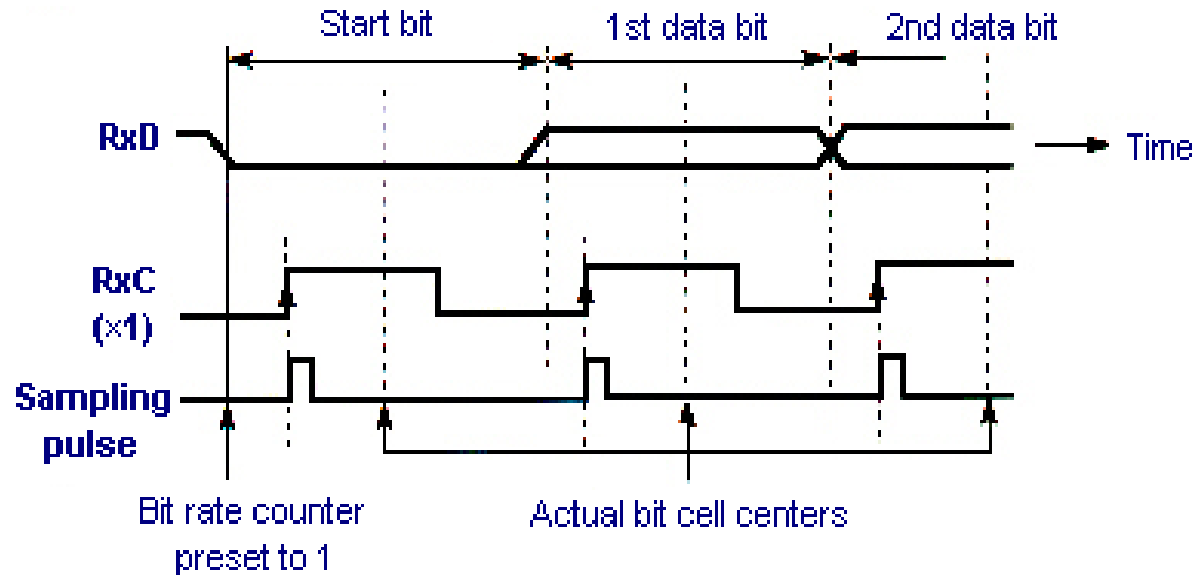 Start bit
1st data bit
2nd data bit
RxD
Time
RxC
(×1)
Sampling
pulse
Bit rate counter
preset to 1
Actual bit cell centers